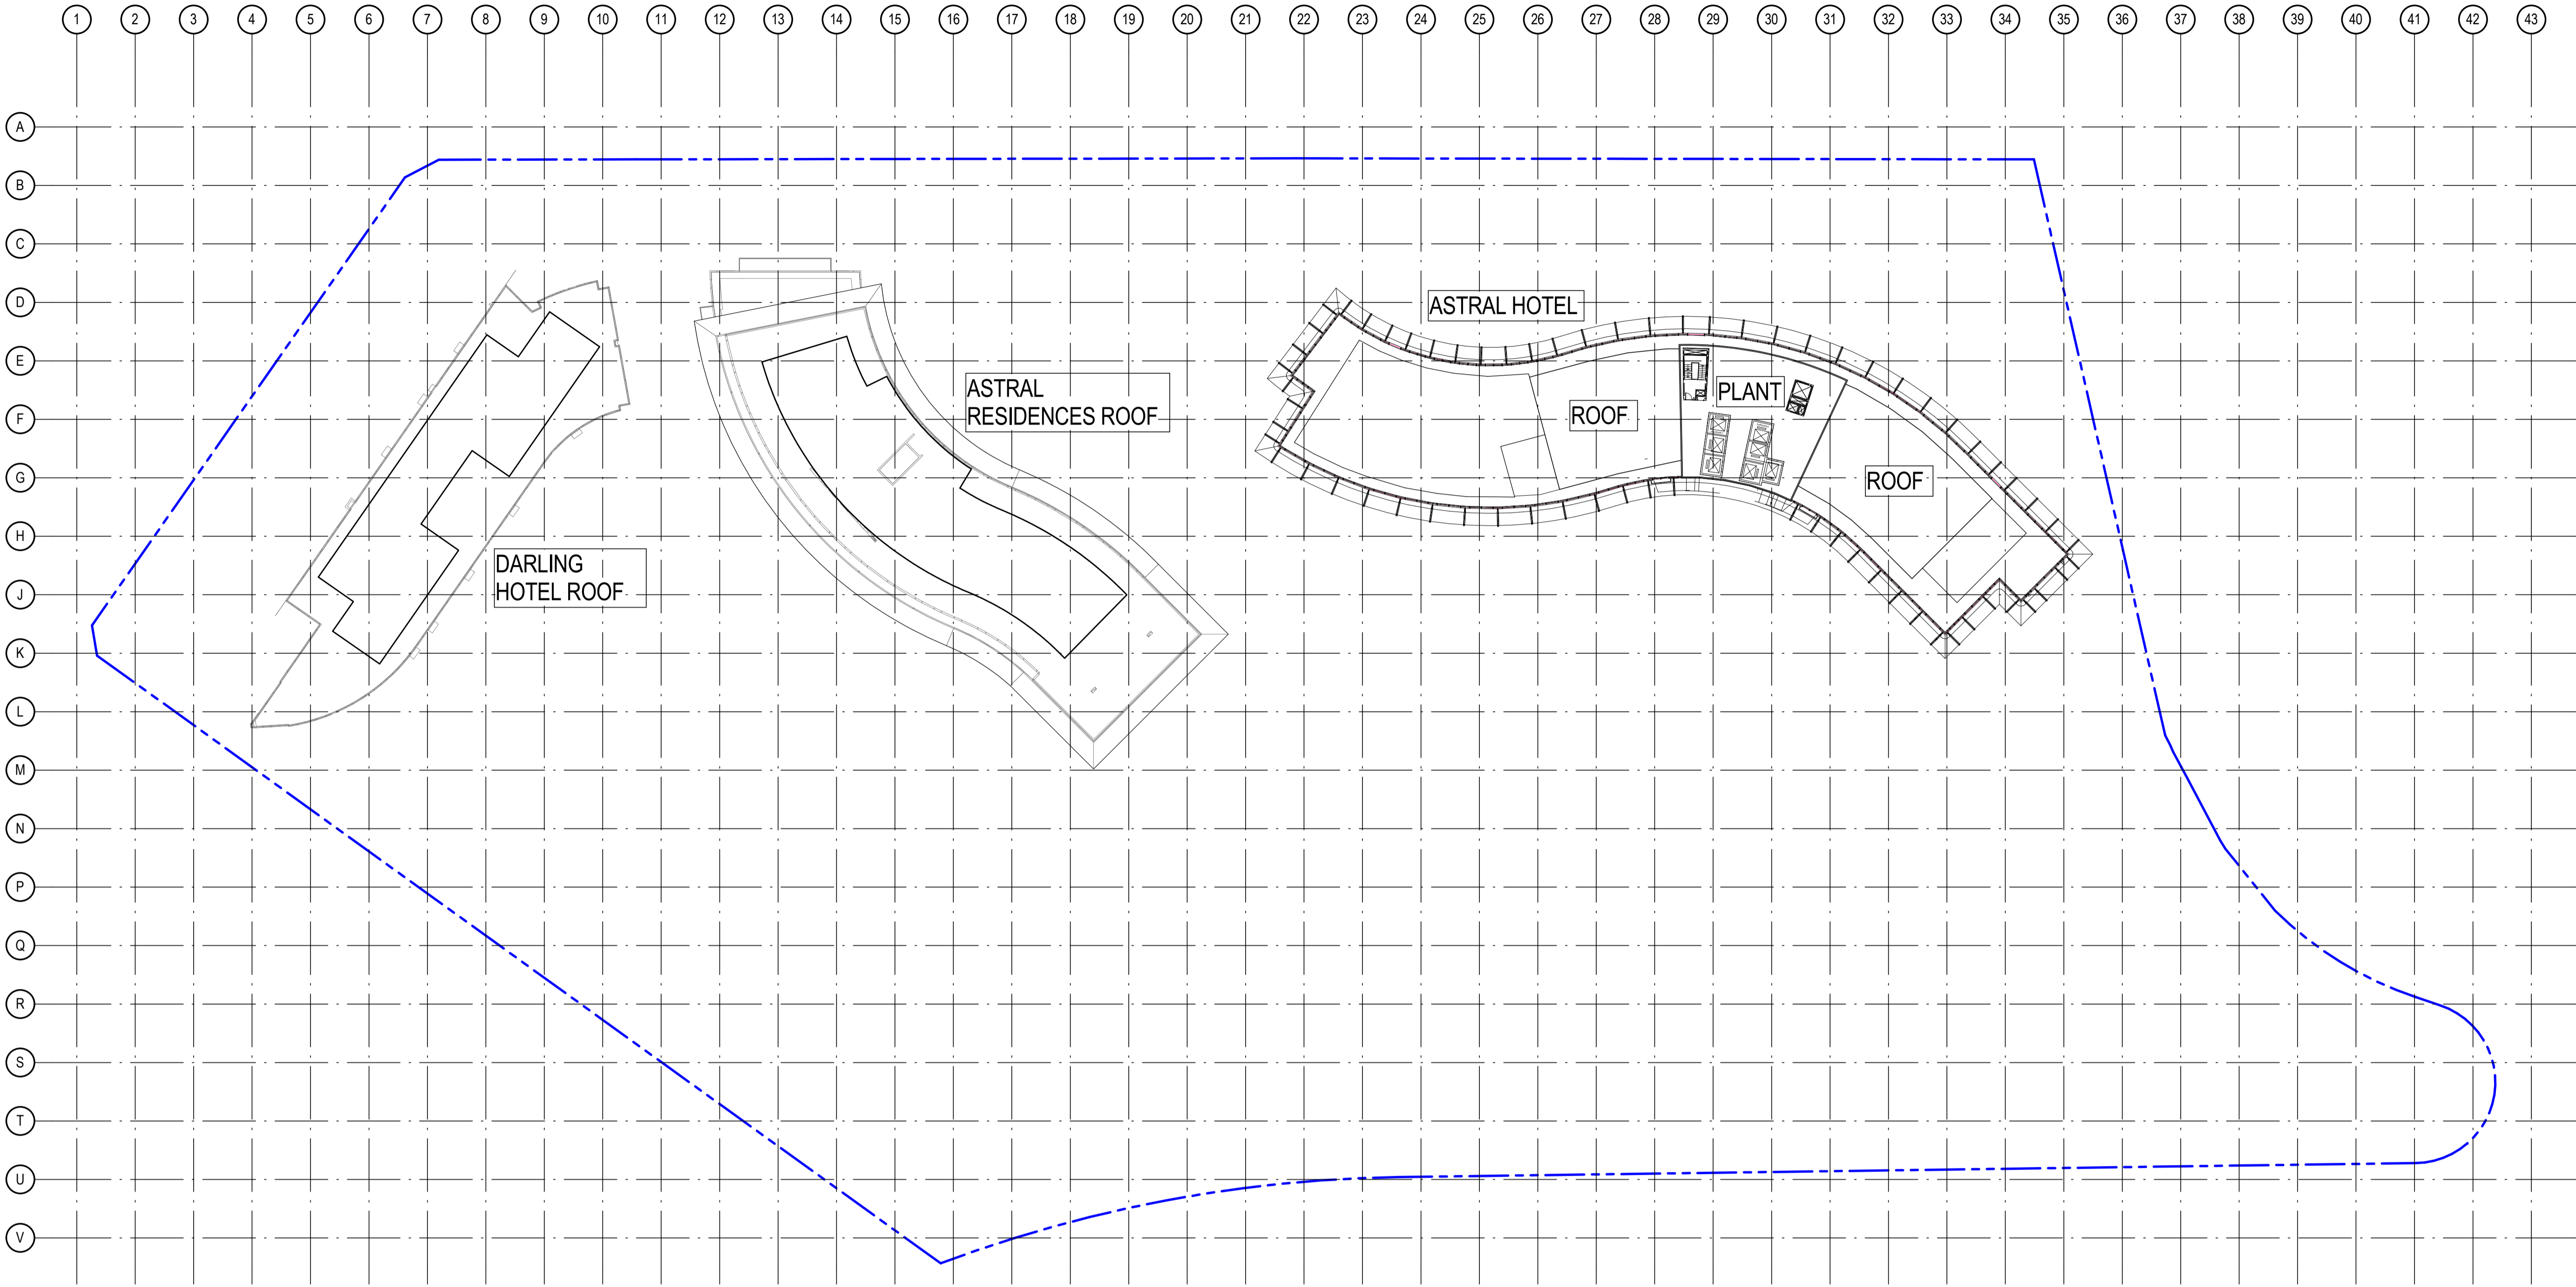 1 2 3 4 5 6 7 8 9 10 11 12 13 14 15 16 17 18 19 20 21 22 23 24 25 26 27 28 29 30 31 32 33 34 35 36 37 38 39 40 41 42 43
A
B
C
D
ASTRAL HOTEL
E
ASTRAL
RESIDENCES ROOF
PLANT
F
ROOF
G
ROOF
H
DARLING
HOTEL ROOF
J
K
L
M
N
P
Q
R
S
T
U
V